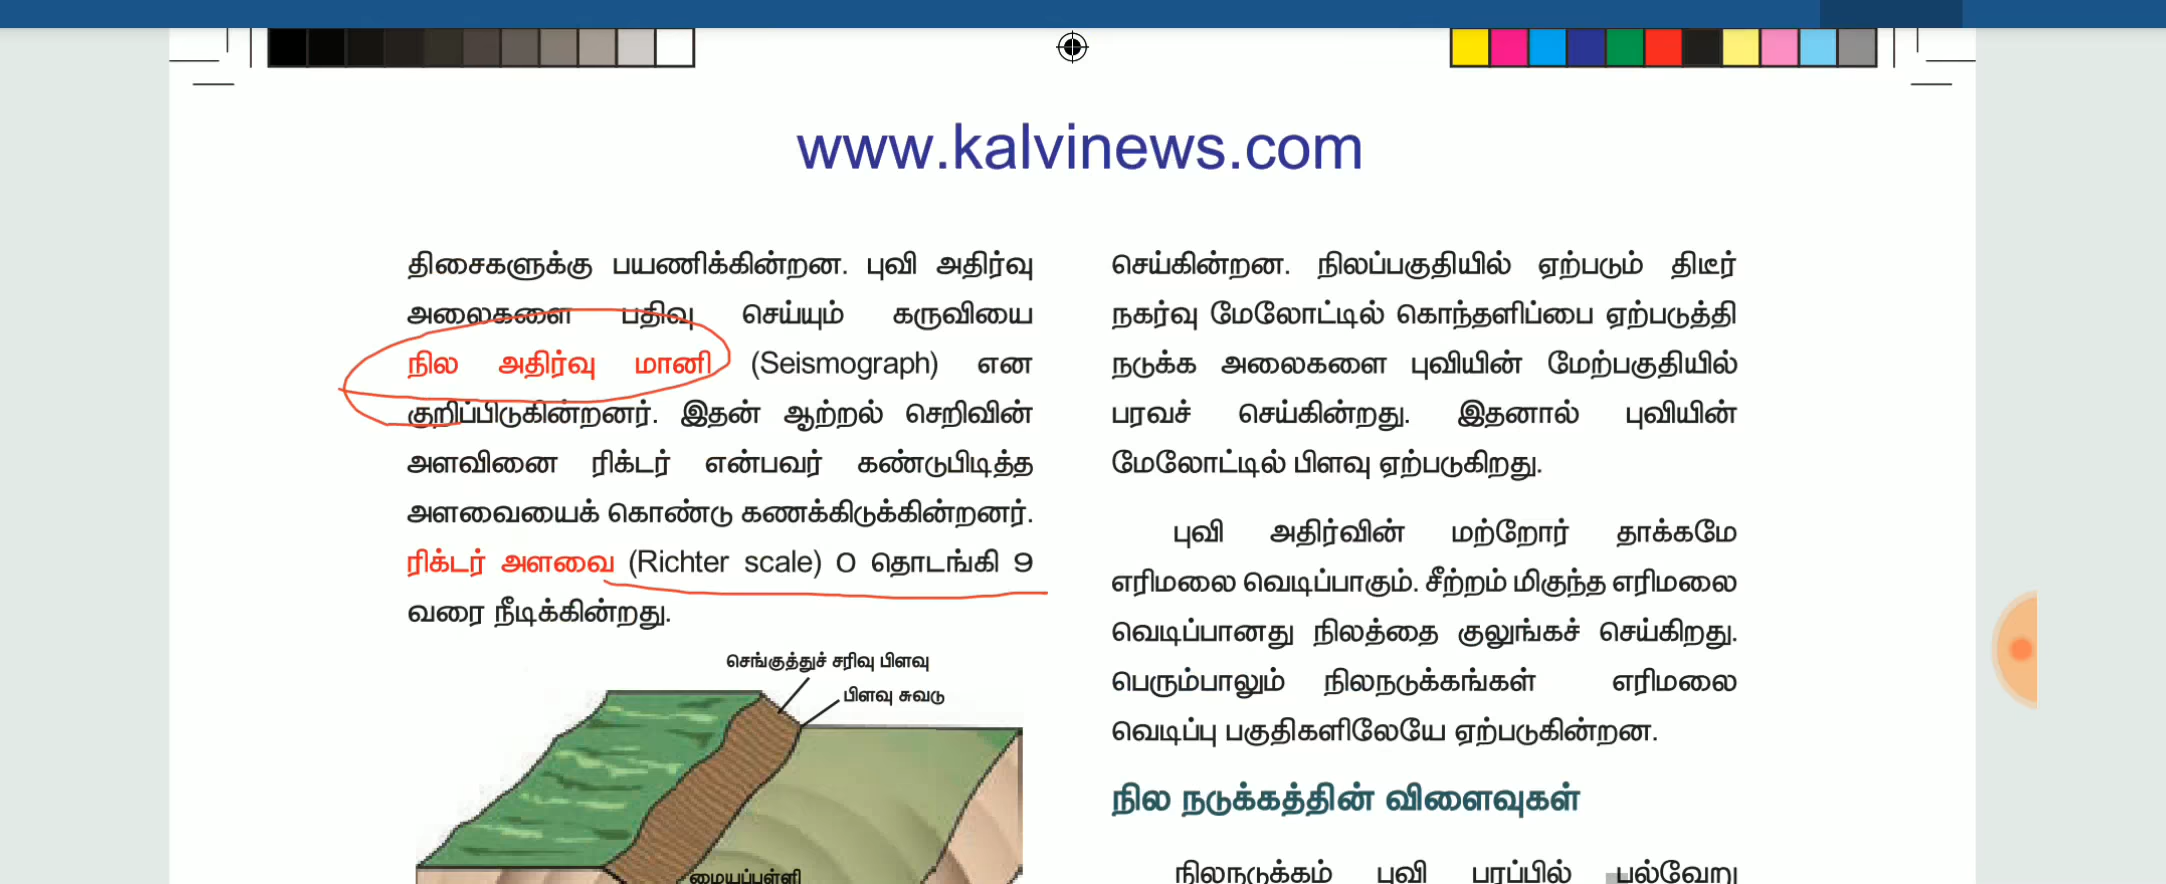 www.kalvinews.com
திசைகளுக்கு பயணிக்கின்றன. புவி அதிர்வு
அலைகளை பதிவு செய்யும் கருவியை
நில அதிர்வு மானி (Seismograph) என
குறிப்பிடுகின்றனர். இதன் ஆற்றல் செறிவின்
அளவினை ரிக்டர் என்பவர் கண்டுபிடித்த
அளவையைக் கொண்டு கணக்கிடுக்கின்றனர்.
ரிக்டர் அளவை (Richter scale) 0 தொடங்கி 9
வரை நீடிக்கின்றது.
செங்குத்துச் சரிவு பிளவு
பிளவு சுவடு
மையப்புள்ளி
செய்கின்றன. நிலப்பகுதியில் ஏற்படும் திடீர்
நகர்வு மேலோட்டில் கொந்தளிப்பை ஏற்படுத்தி
நடுக்க அலைகளை புவியின் மேற்பகுதியில்
பரவச் செய்கின்றது. இதனால் புவியின்
மேலோட்டில் பிளவு ஏற்படுகிறது.
புவி அதிர்வின் மற்றோர் தாக்கமே
எரிமலை வெடிப்பாகும். சீற்றம் மிகுந்த எரிமலை
வெடிப்பானது நிலத்தை குலுங்கச் செய்கிறது.
பெரும்பாலும் நிலநடுக்கங்கள் எரிமலை
வெடிப்பு பகுதிகளிலேயே ஏற்படுகின்றன.
நில நடுக்கத்தின் விளைவுகள்
நிலநடுக்கம் புவி பரப்பில் பல்வேறு